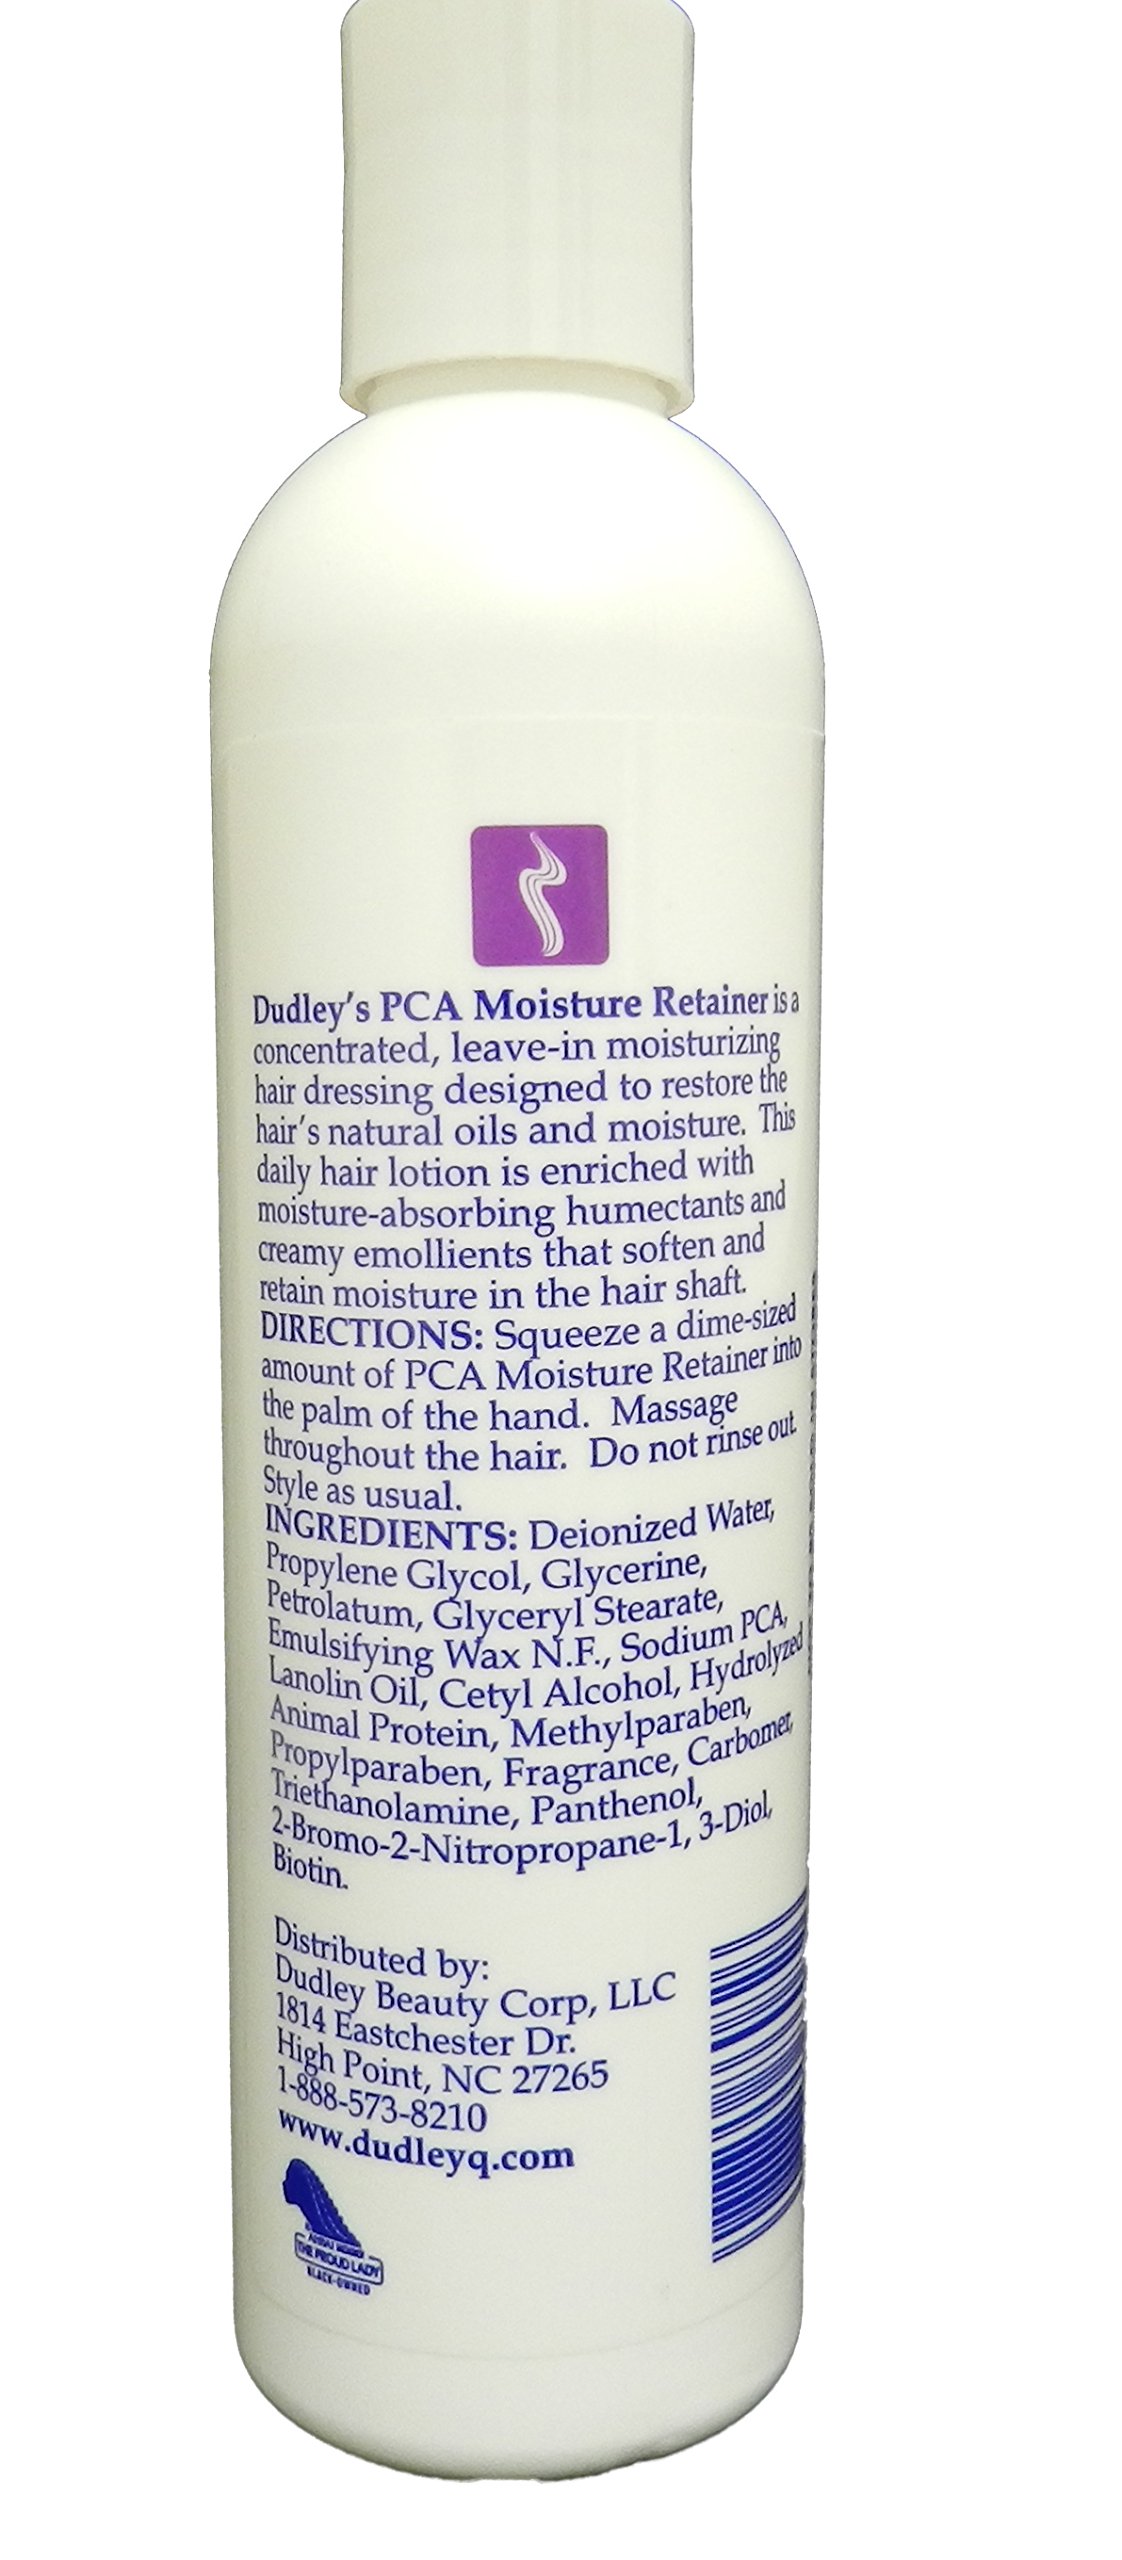 Dudley's PCA Moisture Retainer is a
concentrated, leave-in moisturizing
hair dressing designed to restore the
hair's natural oils and moisture. This
daily hair lotion is enriched with
moisture-absorbing humectants and
creamy emollients that soften and
retain moisture in the hair shaft.
DIRECTIONS: Squeeze a dime-sized
amount of PCA Moisture Retainer into
the palm of the hand. Massage
throughout the hair. Do not rinse out.
Style as usual.
INGREDIENTS: Deionized Water,
Propylene Glycol, Glycerine,
Petrolatum, Glyceryl Stearate,
Emulsifying Wax N.F., Sodium PCA,
Lanolin Oil, Cetyl Alcohol, Hydrolyzed
Animal Protein, Methylparaben,
Propylparaben, Fragrance, Carbomer,
Triethanolamine, Panthenol,
2-Bromo-2-Nitropropane-1, 3-Diol,
Biotin.
Distributed by:
Dudley Beauty Corp, LLC
1814 Eastchester Dr.
High Point, NC 27265
1-888-573-8210
www.dudleyq.com
THE PROUD LADY
BLACK-OWNED